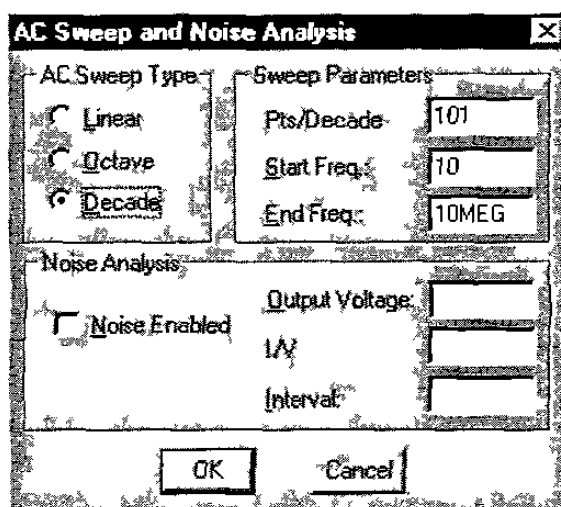 AC Sweep and Noise Analysis
AC Sweep Type
Linear
Octave
Decade
Sweep Parameters
Pts/Decade 101
Start Freq.: 10
End Freq.: 10MEG
Noise Analysis
Noise Enabled
Output Voltage:
I/V
Interval:
OK Cancel